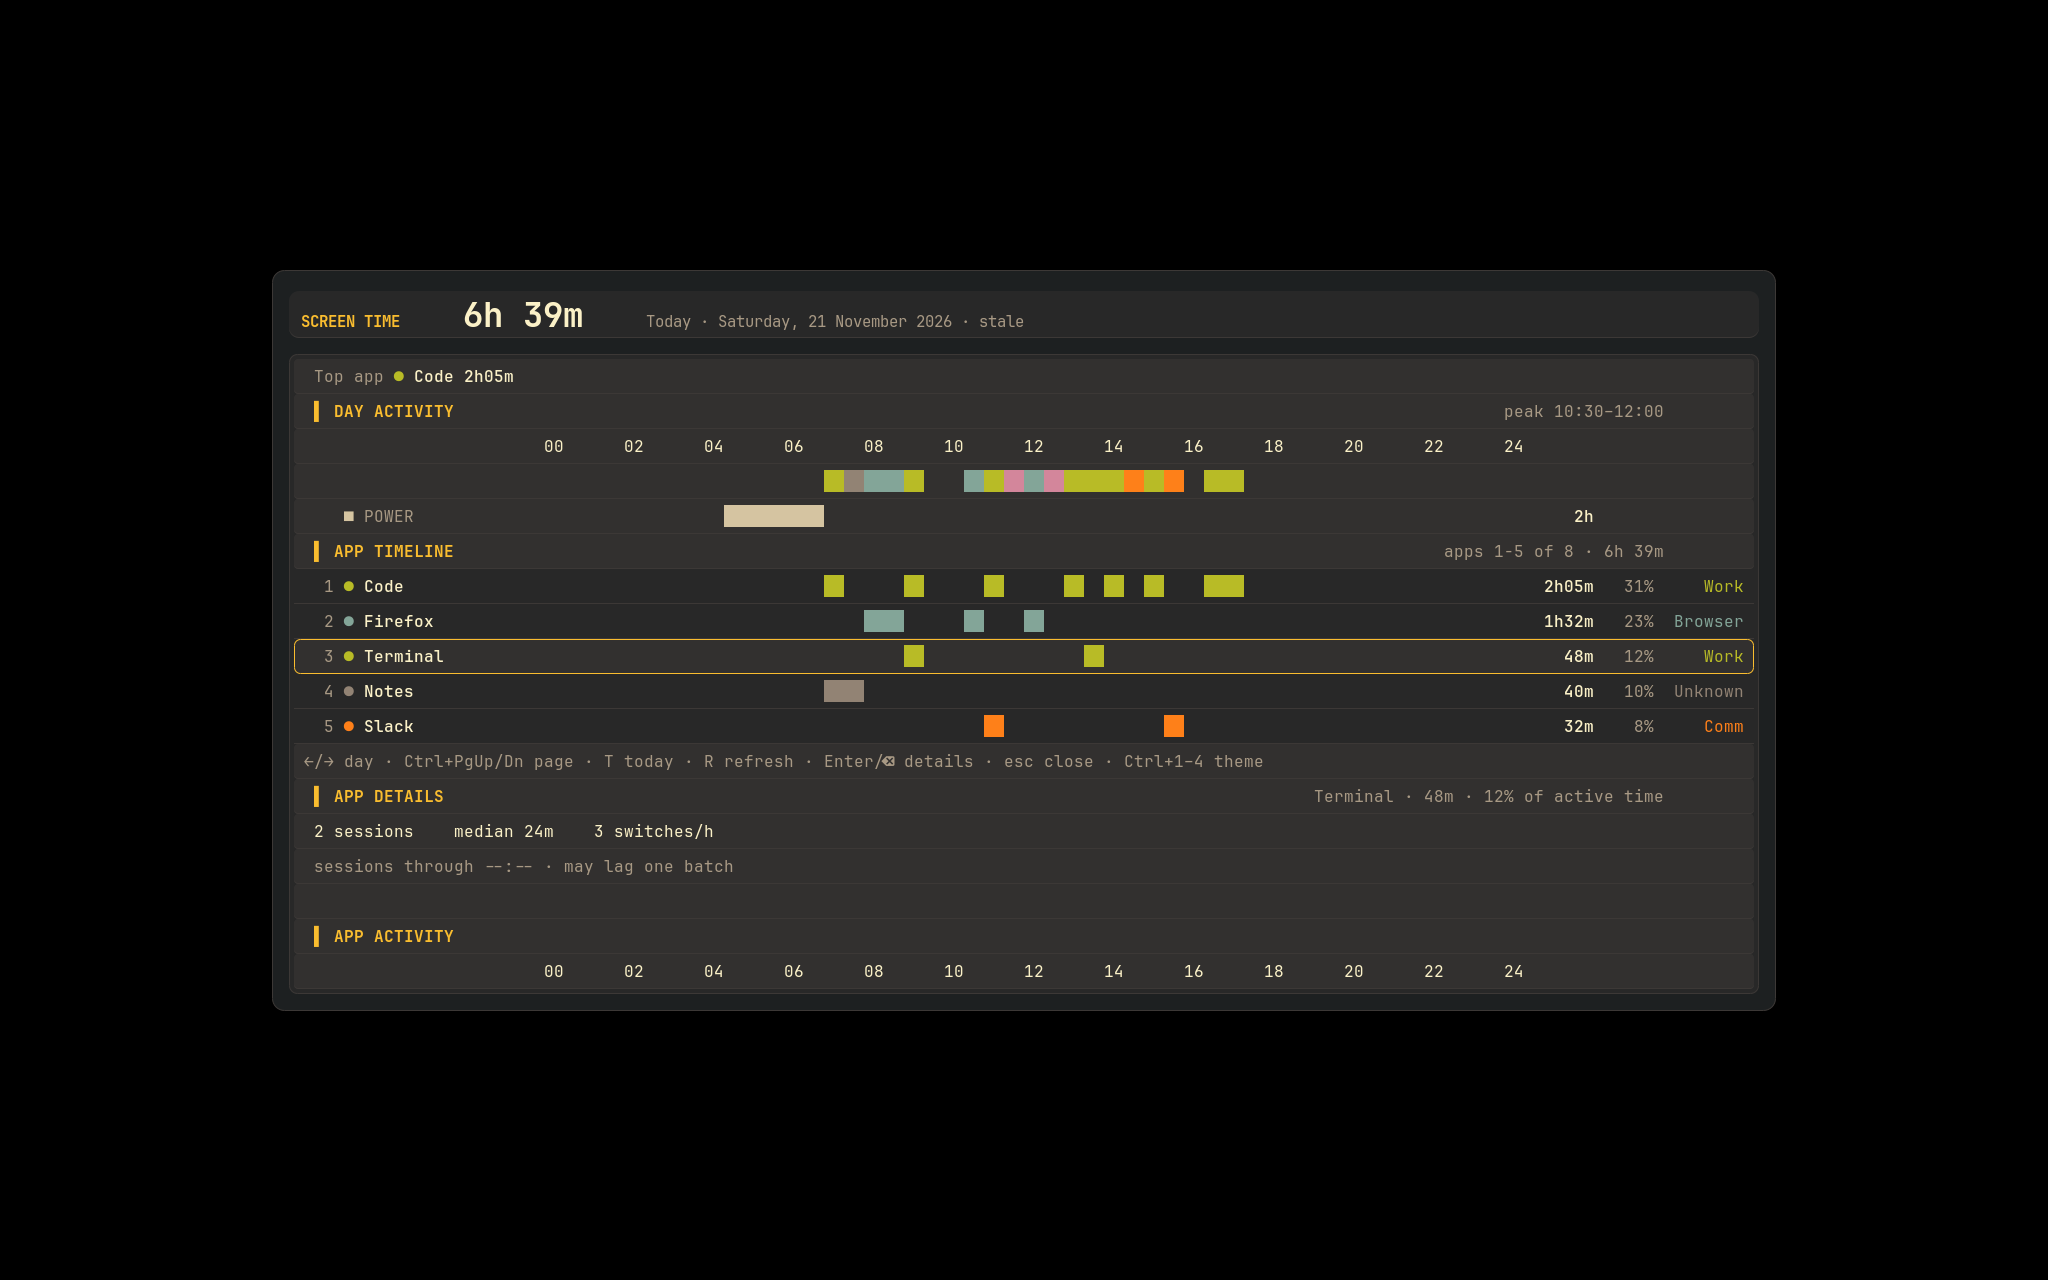 SCREEN TIME 6h 39m Today · Saturday, 21 November 2026 · stale
Top app ● Code 2h05m
DAY ACTIVITY peak 10:30–12:00
00 02 04 06 08 10 12 14 16 18 20 22 24
■ POWER 2h
APP TIMELINE apps 1-5 of 8 · 6h 39m
1 ● Code 2h05m 31% Work
2 ● Firefox 1h32m 23% Browser
3 ● Terminal 48m 12% Work
4 ● Notes 40m 10% Unknown
5 ● Slack 32m 8% Comm
←/→ day · Ctrl+PgUp/Dn page · T today · R refresh · Enter/⌫ details · esc close · Ctrl+1–4 theme
APP DETAILS Terminal · 48m · 12% of active time
2 sessions median 24m 3 switches/h
sessions through --:-- · may lag one batch
APP ACTIVITY
00 02 04 06 08 10 12 14 16 18 20 22 24